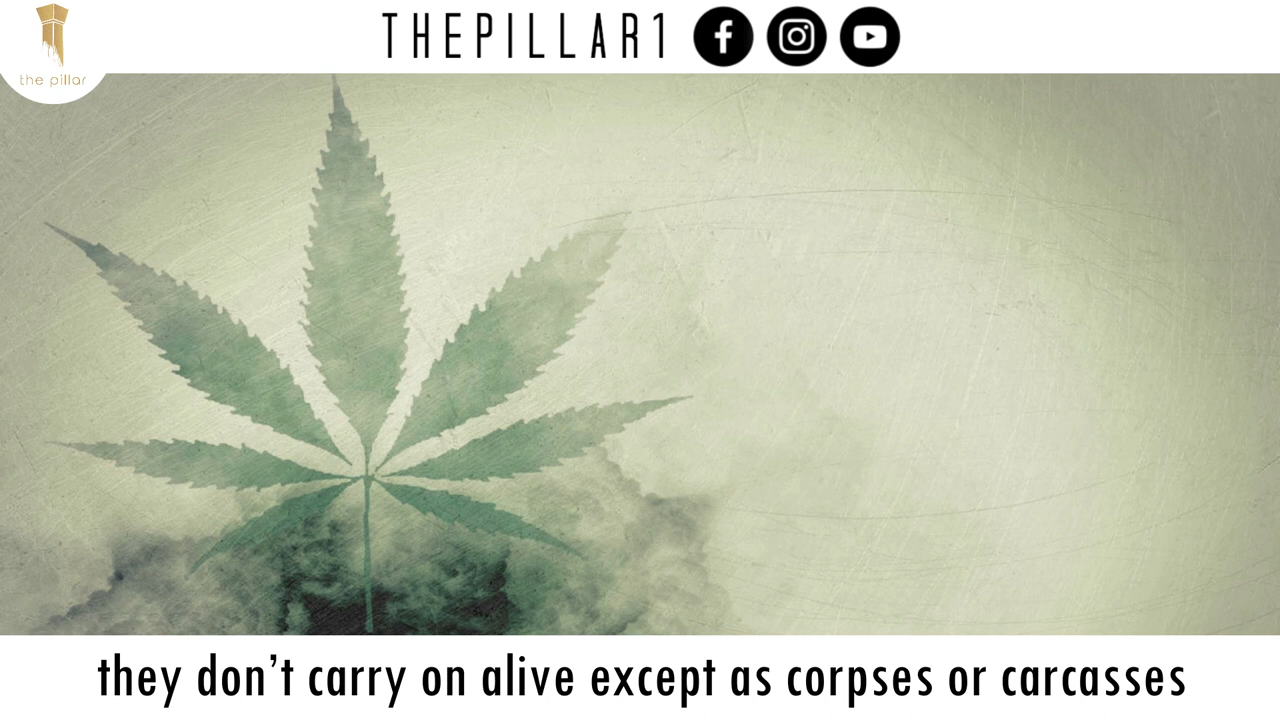 THEPILLAR1
the pillar
they don't carry on alive except as corpses or carcasses